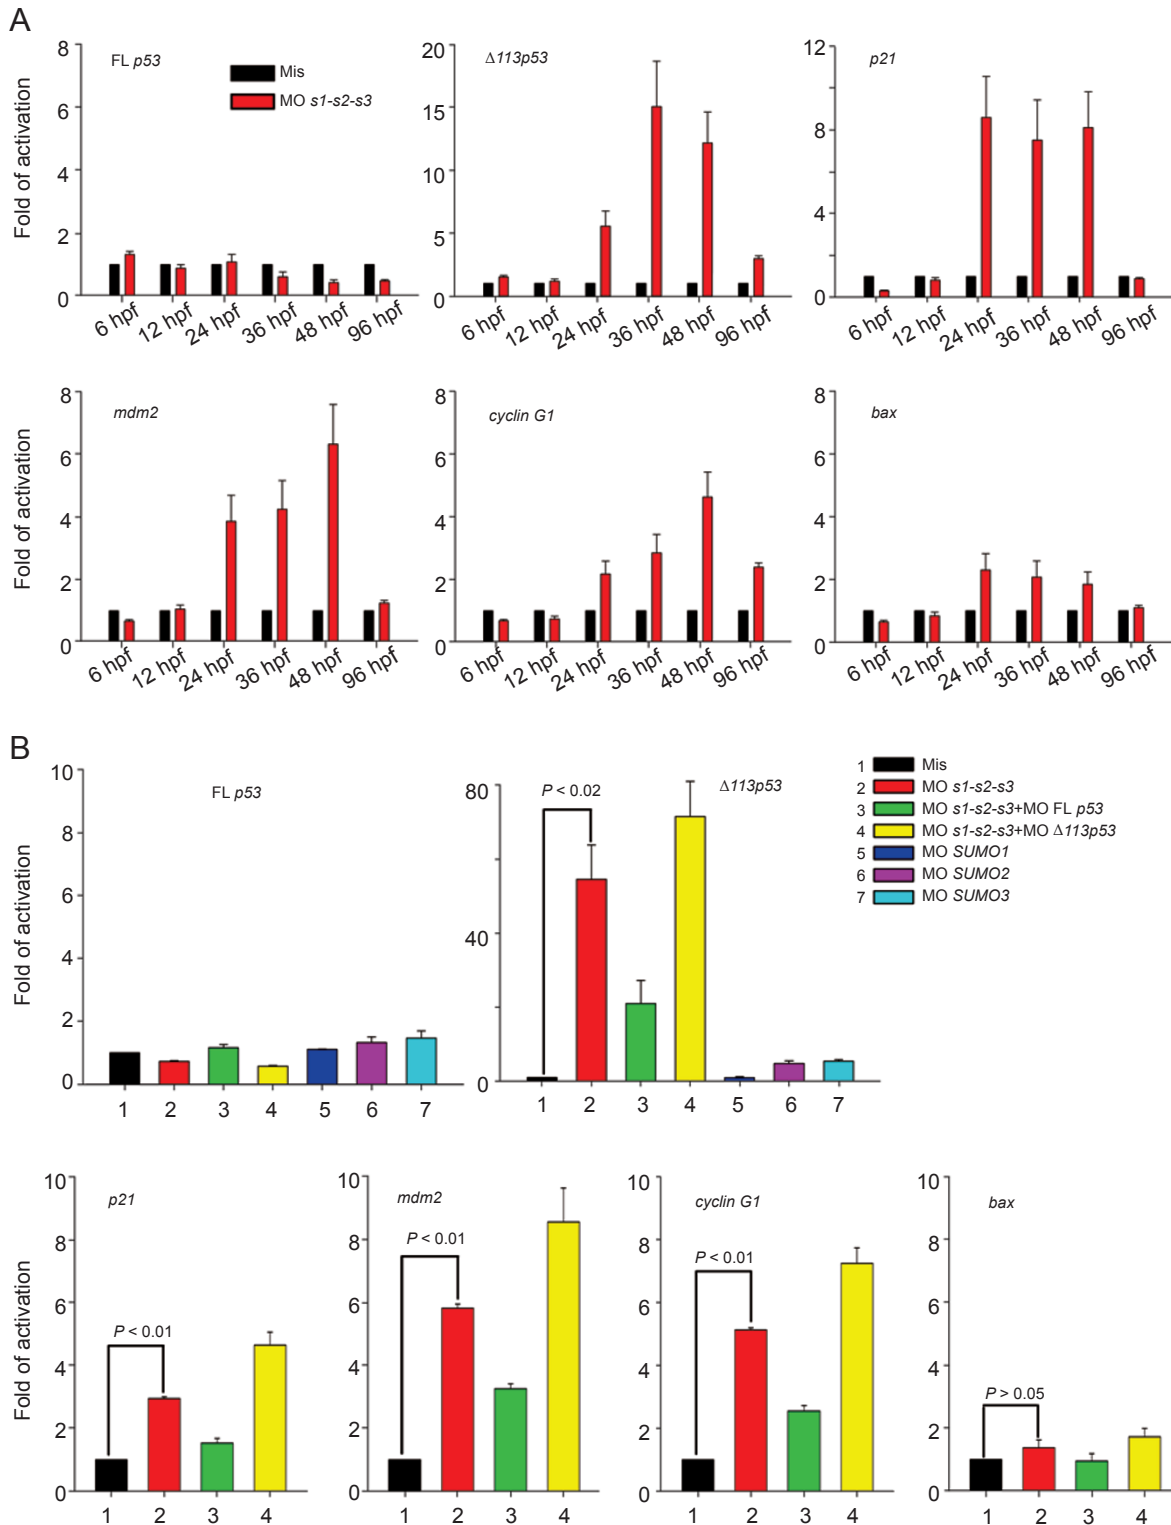 A
FL p53
Mis
MO s1-s2-s3
Fold of activation
8
6
4
2
0
6 hpf
12 hpf
24 hpf
36 hpf
48 hpf
96 hpf
Δ113p53
20
15
10
5
0
6 hpf
12 hpf
24 hpf
36 hpf
48 hpf
96 hpf
p21
12
8
4
0
6 hpf
12 hpf
24 hpf
36 hpf
48 hpf
96 hpf
mdm2
Fold of activation
8
6
4
2
0
6 hpf
12 hpf
24 hpf
36 hpf
48 hpf
96 hpf
cyclin G1
8
6
4
2
0
6 hpf
12 hpf
24 hpf
36 hpf
48 hpf
96 hpf
bax
8
6
4
2
0
6 hpf
12 hpf
24 hpf
36 hpf
48 hpf
96 hpf
B
FL p53
Fold of activation
10
8
6
4
2
0
1 2 3 4 5 6 7
Δ113p53
P < 0.02
80
40
0
1 2 3 4 5 6 7
1 Mis
2 MO s1-s2-s3
3 MO s1-s2-s3+MO FL p53
4 MO s1-s2-s3+MO Δ113p53
5 MO SUMO1
6 MO SUMO2
7 MO SUMO3
p21
P < 0.01
Fold of activation
10
8
6
4
2
0
1 2 3 4
mdm2
P < 0.01
10
8
6
4
2
0
1 2 3 4
cyclin G1
P < 0.01
10
8
6
4
2
0
1 2 3 4
bax
P > 0.05
10
8
6
4
2
0
1 2 3 4